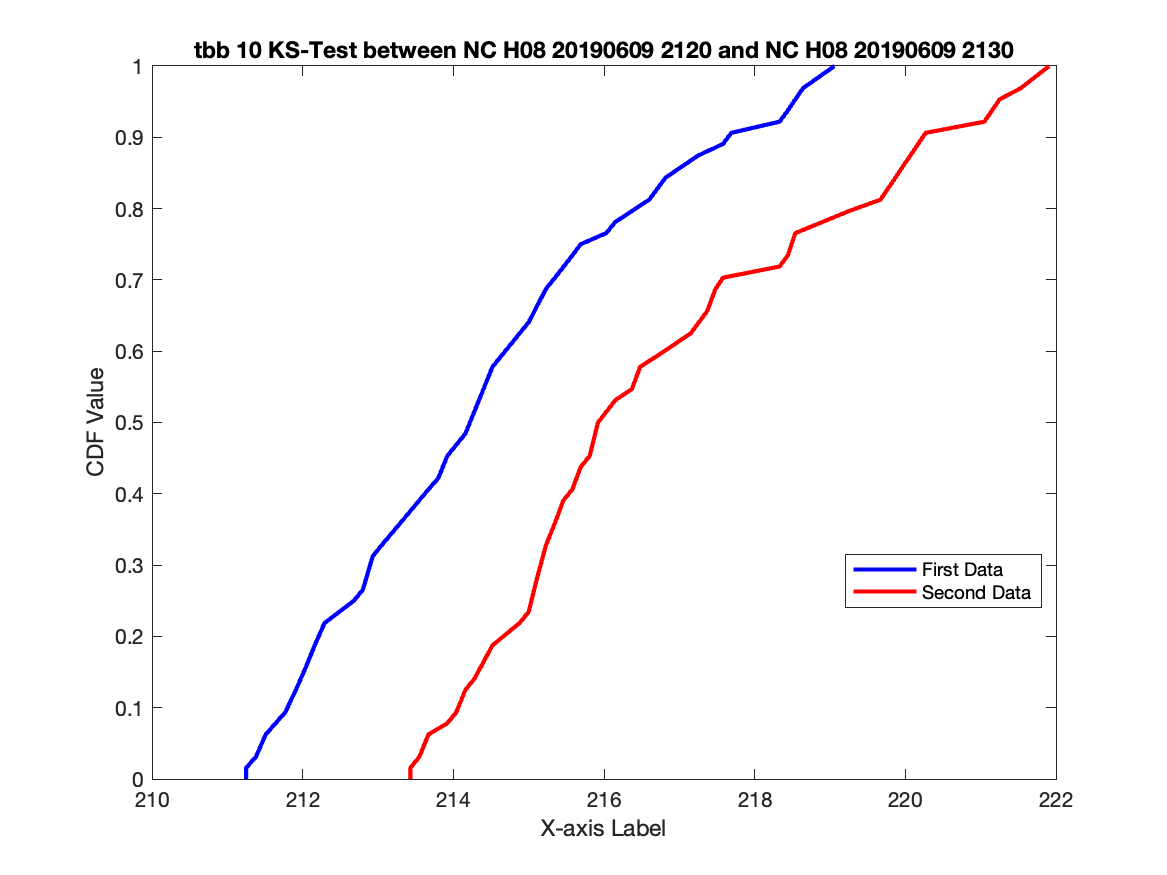 tbb 10 KS-Test between NC H08 20190609 2120 and NC H08 20190609 2130
1
0.9
0.8
0.7
0.6
0.5
0.4
0.3
0.2
0.1
0
CDF Value
First Data
Second Data
210 212 214 216 218 220 222
X-axis Label